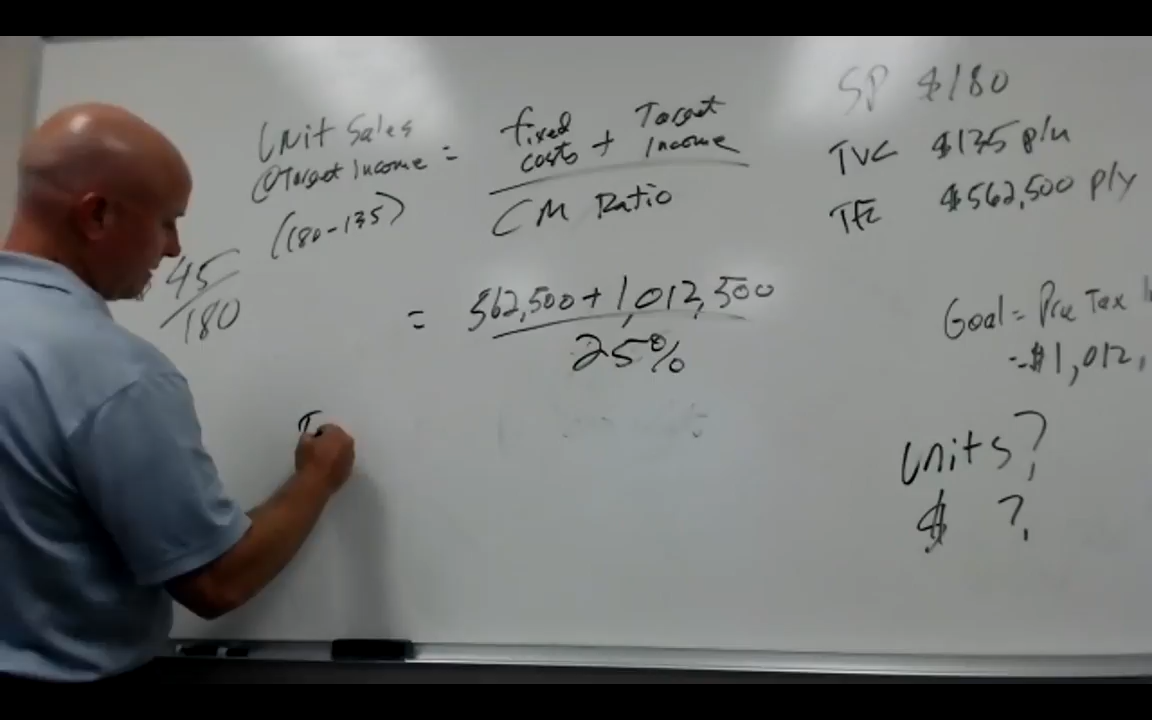 Unit Sales
@Target Income =
fixed costs + Target Income
CM Ratio
(180-135)
45
180
= 562,500 + 1,012,500
25%
SP $180
TVC $135 p/u
TFC $562,500 p/y
Goal = Pre Tax
= $1,012,
Units?
$ ?